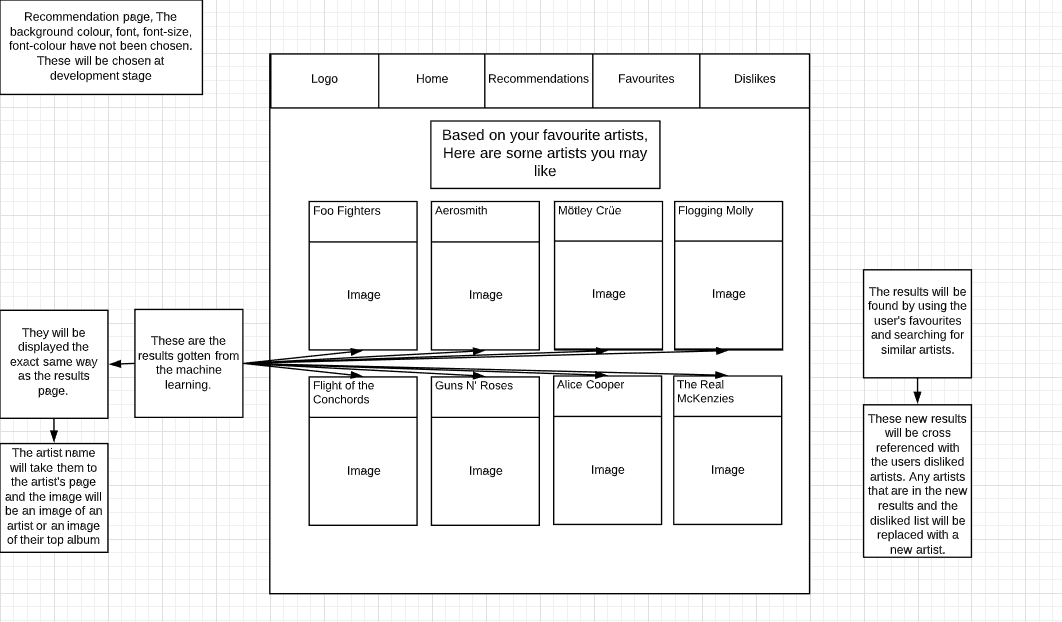 Recommendation page, The
background colour, font, font-size,
font-colour have not been chosen.
These will be chosen at
development stage
Logo
Home
Recommendations
Favourites
Dislikes
Based on your favourite artists,
Here are some artists you may
like
Foo Fighters
Aerosmith
Mötley Crüe
Flogging Molly
Image
Image
Image
Image
Flight of the
Conchords
Guns N' Roses
Alice Cooper
The Real
McKenzies
Image
Image
Image
Image
These are the
results gotten from
the machine
learning.
They will be
displayed the
exact same way
as the results
page.
The artist name
will take them to
the artist's page
and the image will
be an image of an
artist or an image
of their top album
The results will be
found by using the
user's favourites
and searching for
similar artists.
These new results
will be cross
referenced with
the users disliked
artists. Any artists
that are in the new
results and the
disliked list will be
replaced with a
new artist.